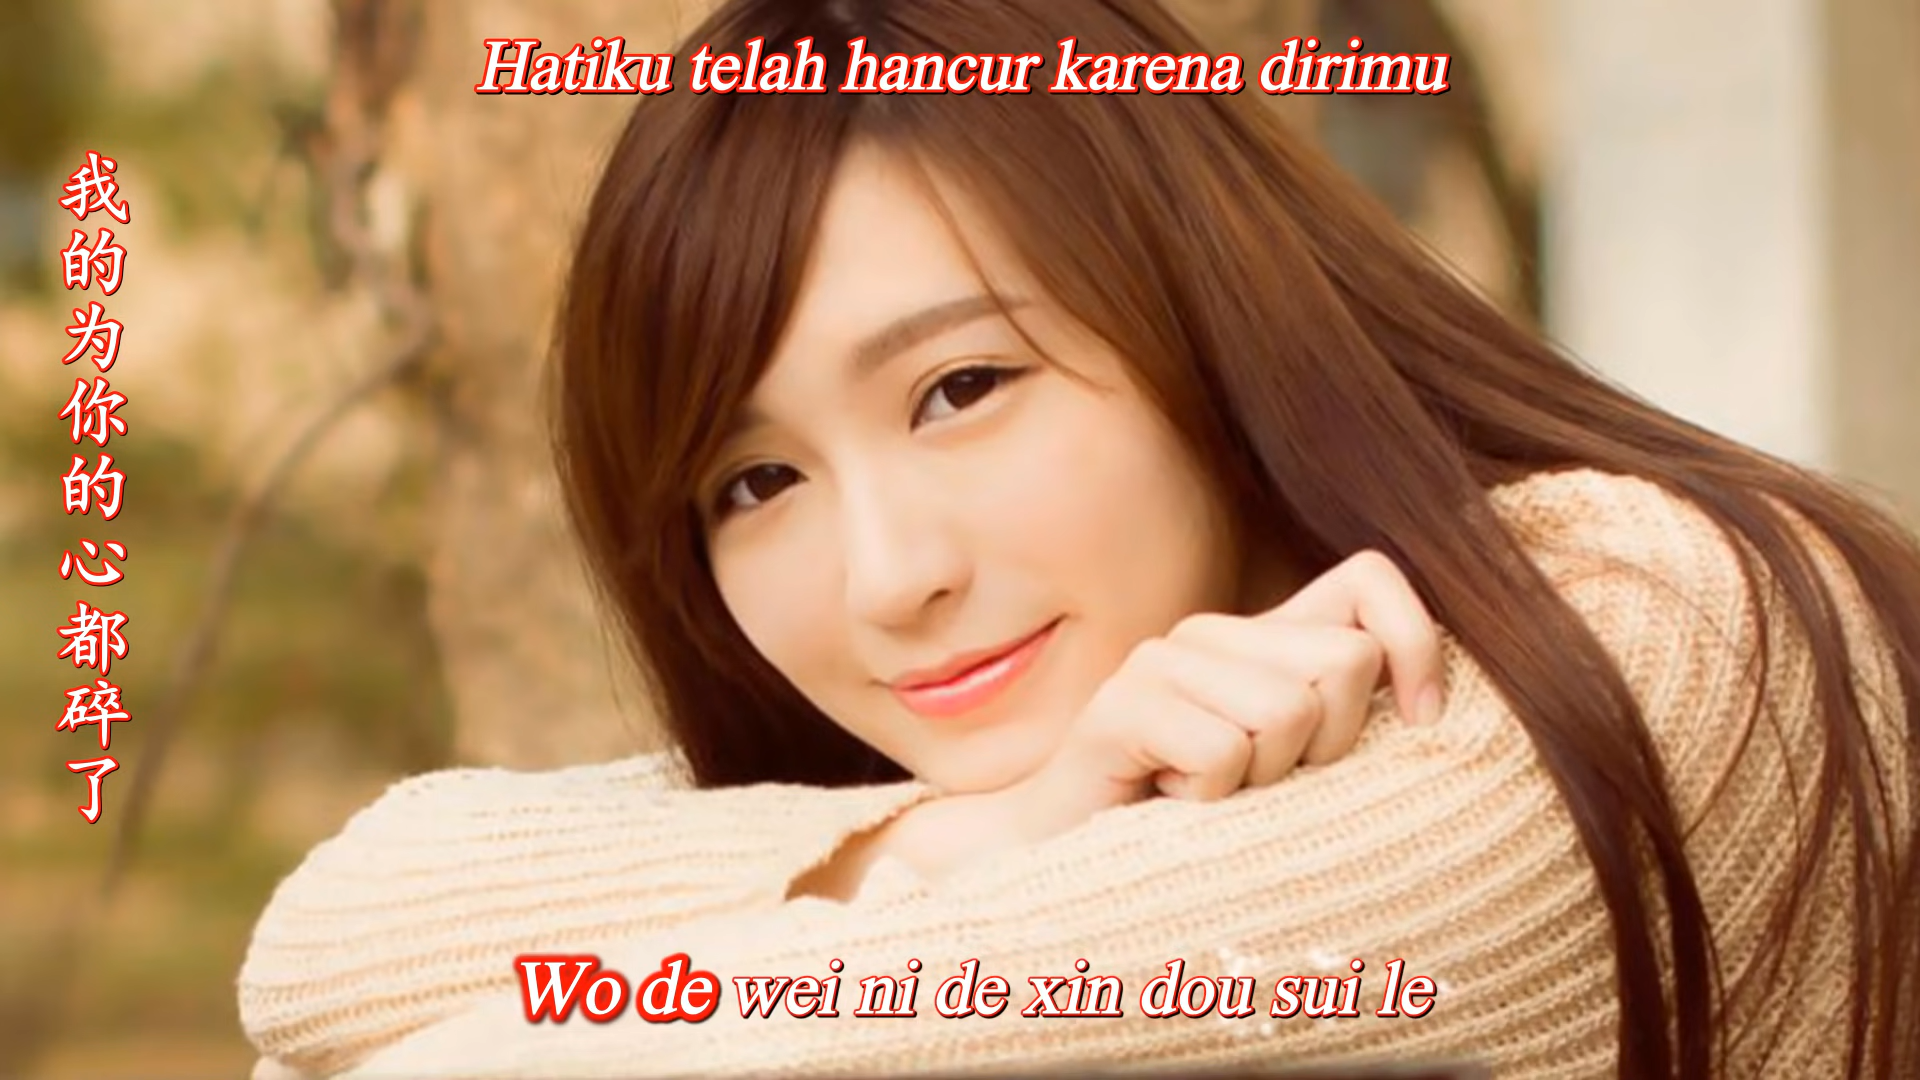 Hatiku telah hancur karena dirimu
我的为你的心都碎了
Wo de wei ni de xin dou sui le